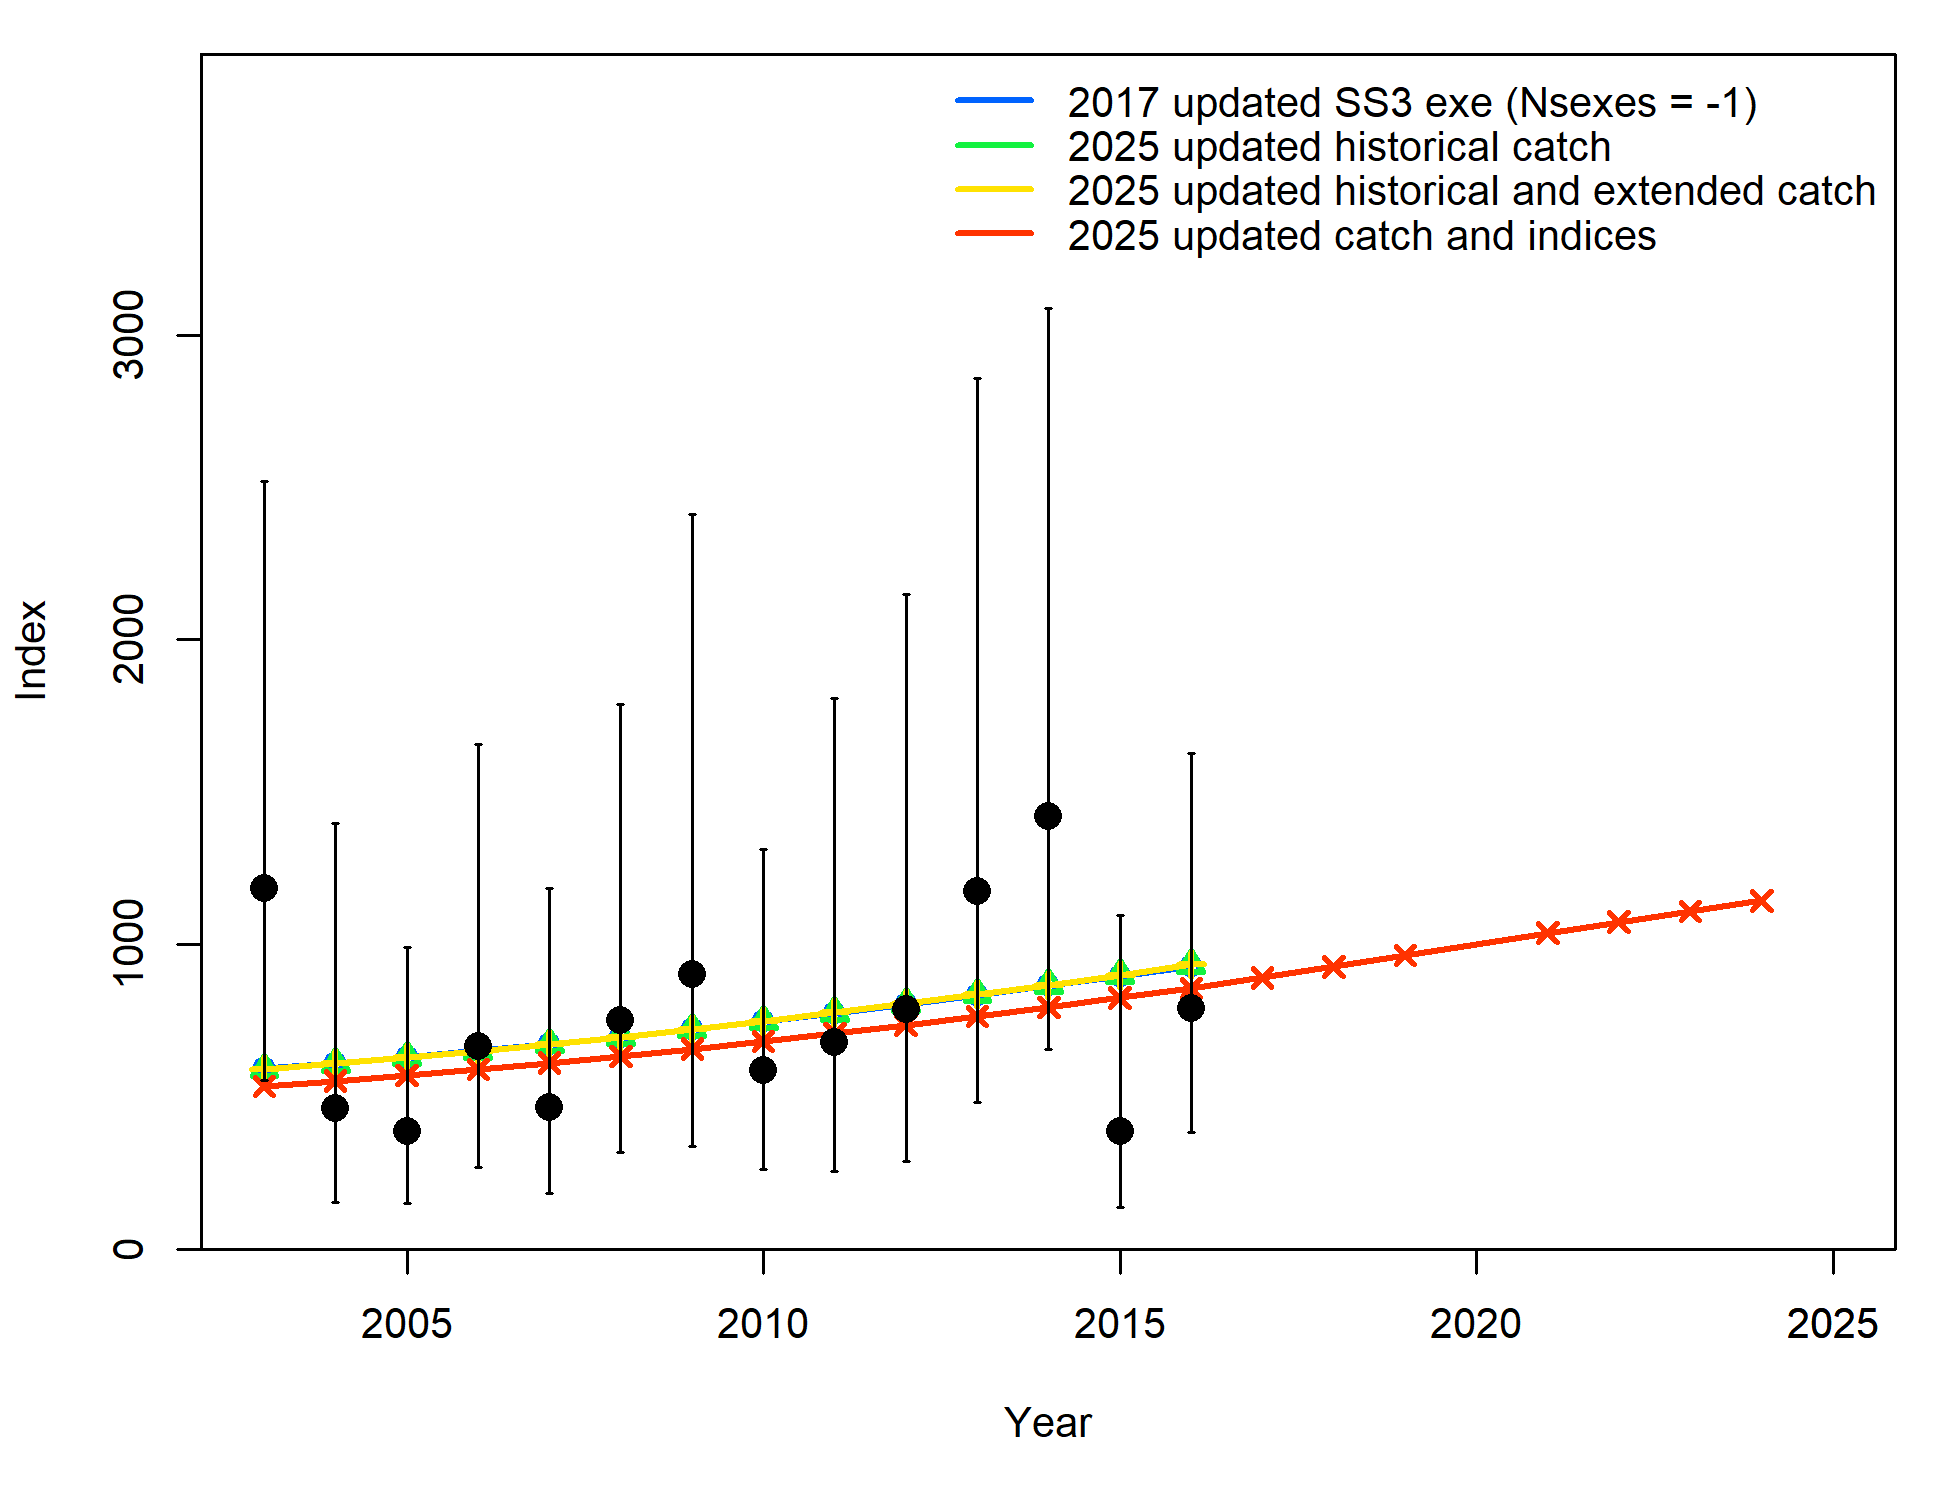 2017 updated SS3 exe (Nsexes = -1)
2025 updated historical catch
2025 updated historical and extended catch
2025 updated catch and indices
3000
2000
1000
0
Index
2005 2010 2015 2020 2025
Year